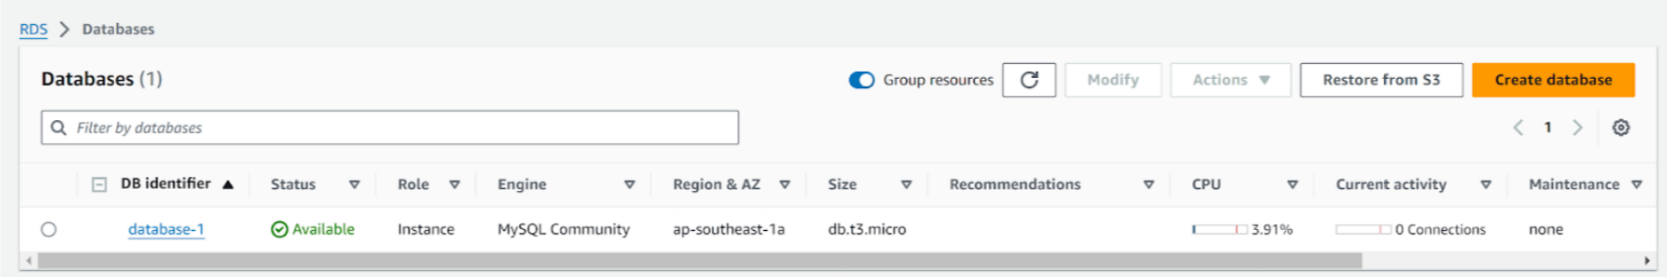 RDS > Databases
Databases (1) Group resources Modify Actions Restore from S3 Create database
Filter by databases 1
DB identifier Status Role Engine Region & AZ Size Recommendations CPU Current activity Maintenance
database-1 Available Instance MySQL Community ap-southeast-1a db.t3.micro 3.91% 0 Connections none